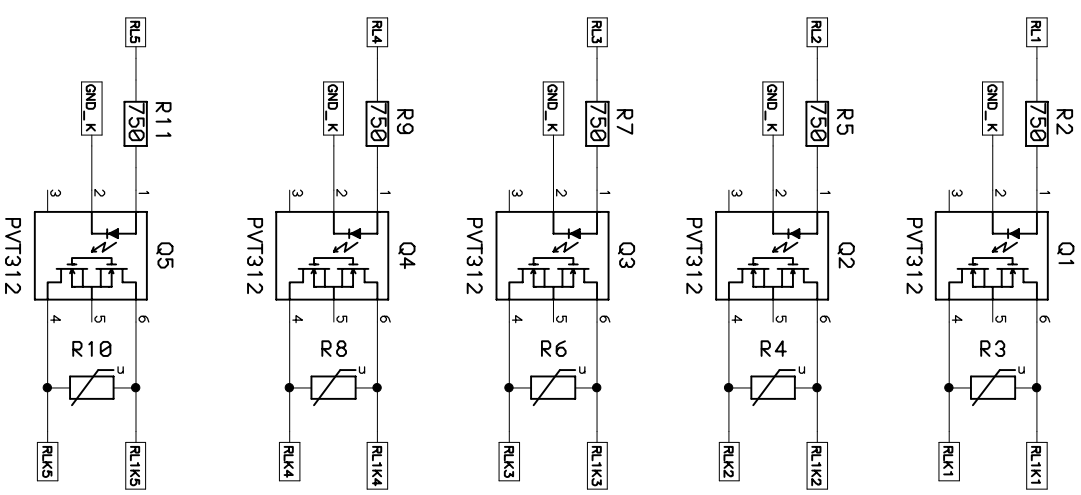 RL5
RL4
RL3
RL2
RL1
GND_K
R11
750
GND_K
R9
750
GND_K
R7
750
GND_K
R5
750
GND_K
R2
750
3
2
1
3
2
1
3
2
1
3
2
1
3
2
1
PVT312
Q5
PVT312
Q4
PVT312
Q3
PVT312
Q2
PVT312
Q1
4
5
6
4
5
6
4
5
6
4
5
6
4
5
6
R10
R8
R6
R4
R3
u
u
u
u
u
RLK5
RL1K5
RLK4
RL1K4
RLK3
RL1K3
RLK2
RL1K2
RLK1
RL1K1